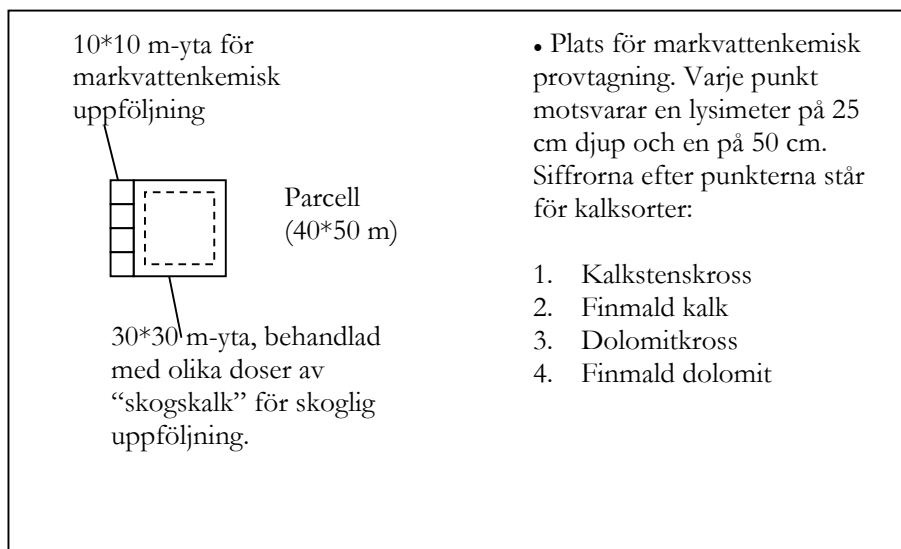 10*10 m-yta för
markvattenkemisk
uppföljning
Parcell
(40*50 m)
30*30 m-yta, behandlad
med olika doser av
“skogskalk” för skoglig
uppföljning.
• Plats för markvattenkemisk
provtagning. Varje punkt
motsvarar en lysimeter på 25
cm djup och en på 50 cm.
Siffrorna efter punkterna står
för kalksorter:
1. Kalkstenskross
2. Finmald kalk
3. Dolomitkross
4. Finmald dolomit